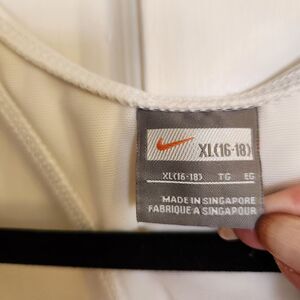 XL(16-18)
XL(16-18) TG EG
MADE IN SINGAPORE
FABRIQUE A SINGAPOUR